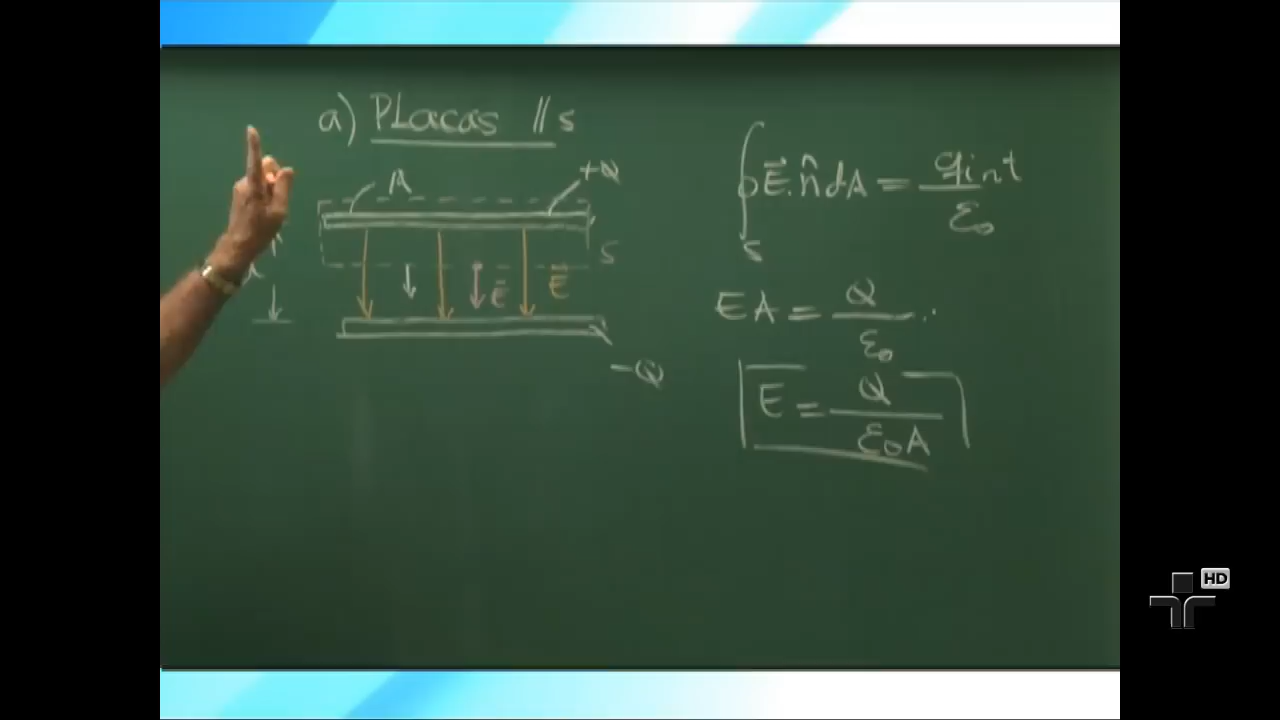 a) PLacas //s
A
+Q
S
E⃗
E⃗
-Q
∮ E⃗.n̂dA = qint/ε₀
S
EA = Q/ε₀ ∴
E = Q/ε₀A
HD